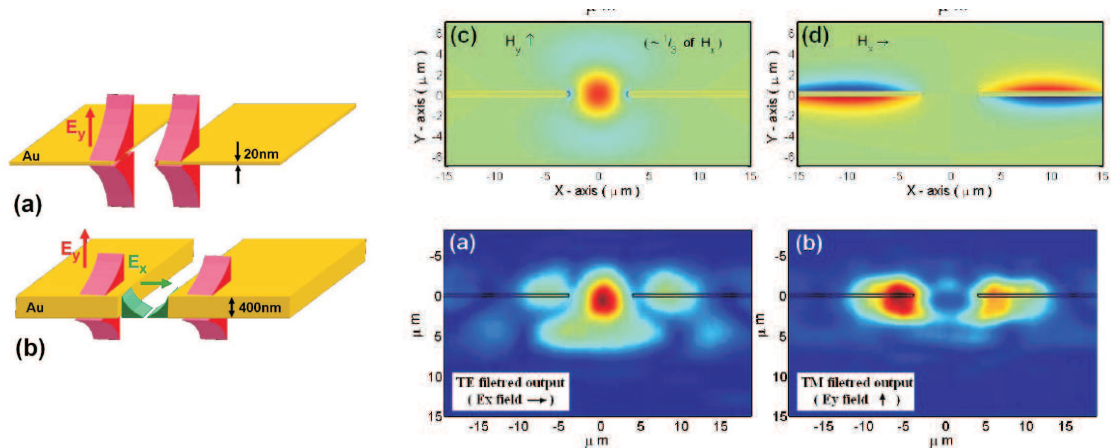 E_y
Au
20nm
(a)
E_y
E_x
Au
400nm
(b)
μ m
(c)
H_y ↑
(~ 1/3 of H_x)
Y - axis ( μ m )
6
4
2
0
-2
-4
-6
-15
-10
-5
0
5
10
15
X - axis ( μ m )
μ m
(d)
H_x →
Y - axis ( μ m )
6
4
2
0
-2
-4
-6
-15
-10
-5
0
5
10
15
X - axis ( μ m )
(a)
-5
0
5
10
15
μ m
TE filetred output
( Ex field → )
-15
-10
-5
0
5
10
15
μ m
(b)
-5
0
5
10
15
μ m
TM filetred output
( Ey field ↑ )
-15
-10
-5
0
5
10
15
μ m